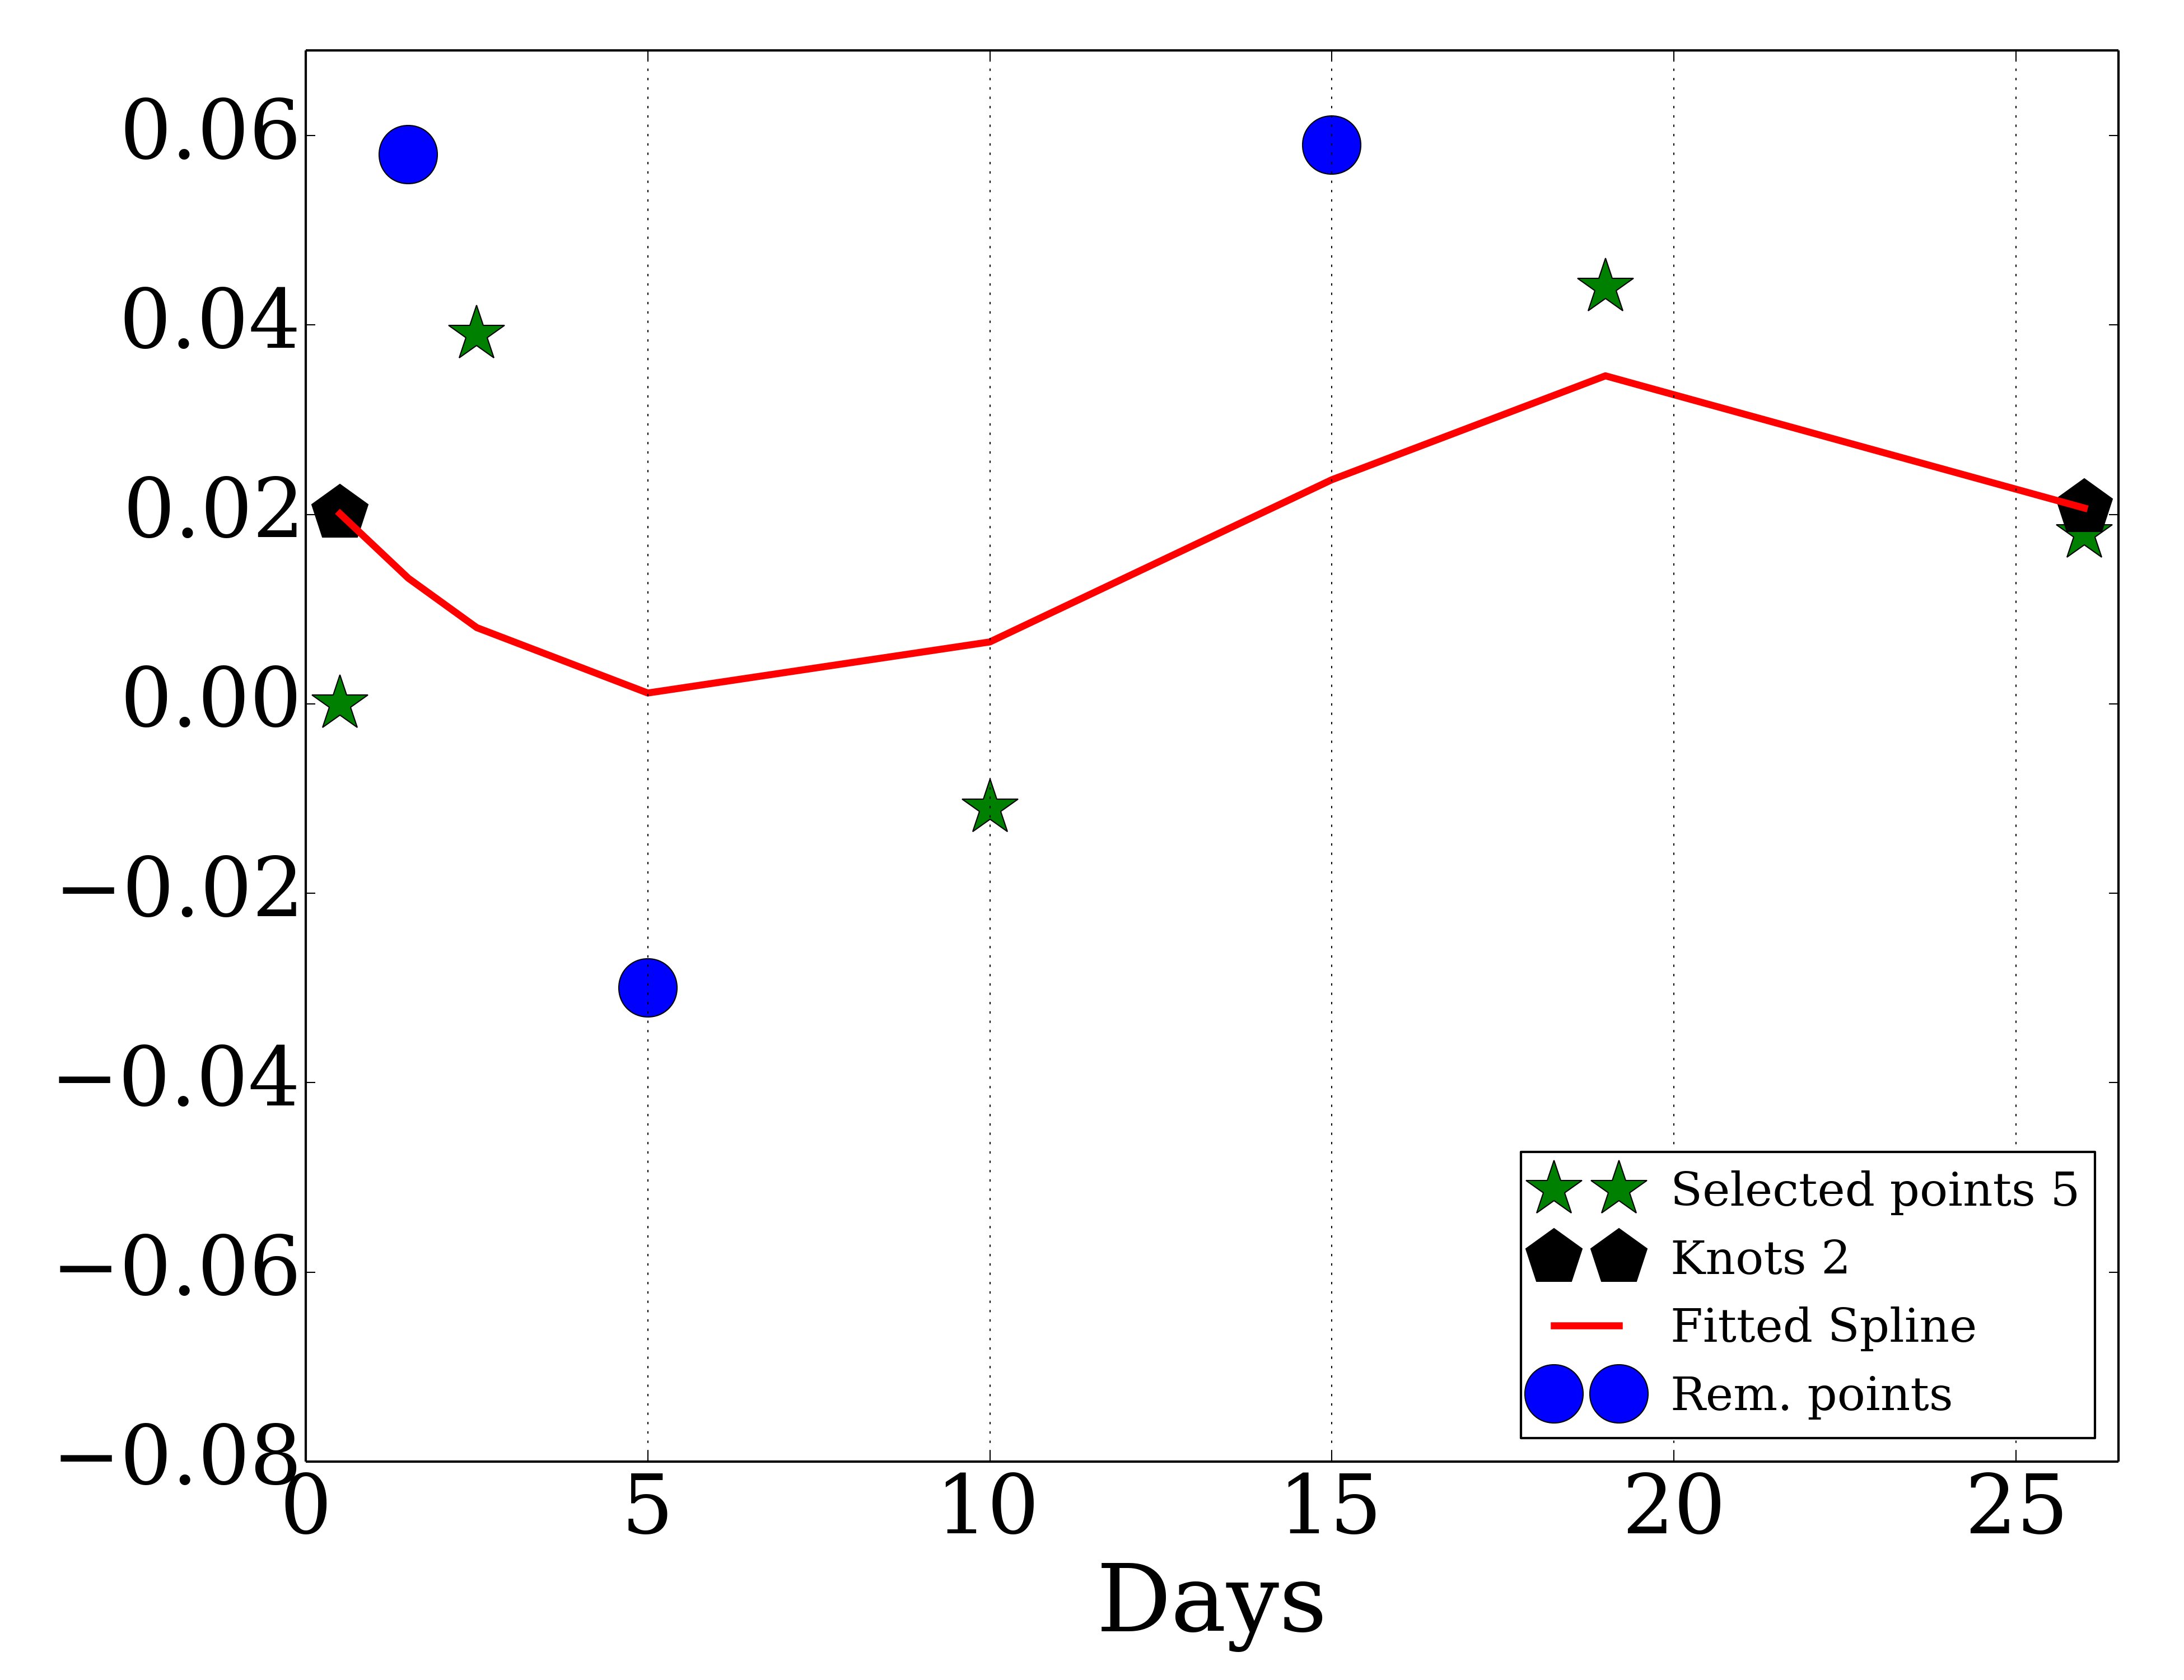 0.06
0.04
0.02
0.00
−0.02
−0.04
−0.06
−0.08
0 5 10 15 20 25
Days
Selected points 5
Knots 2
Fitted Spline
Rem. points